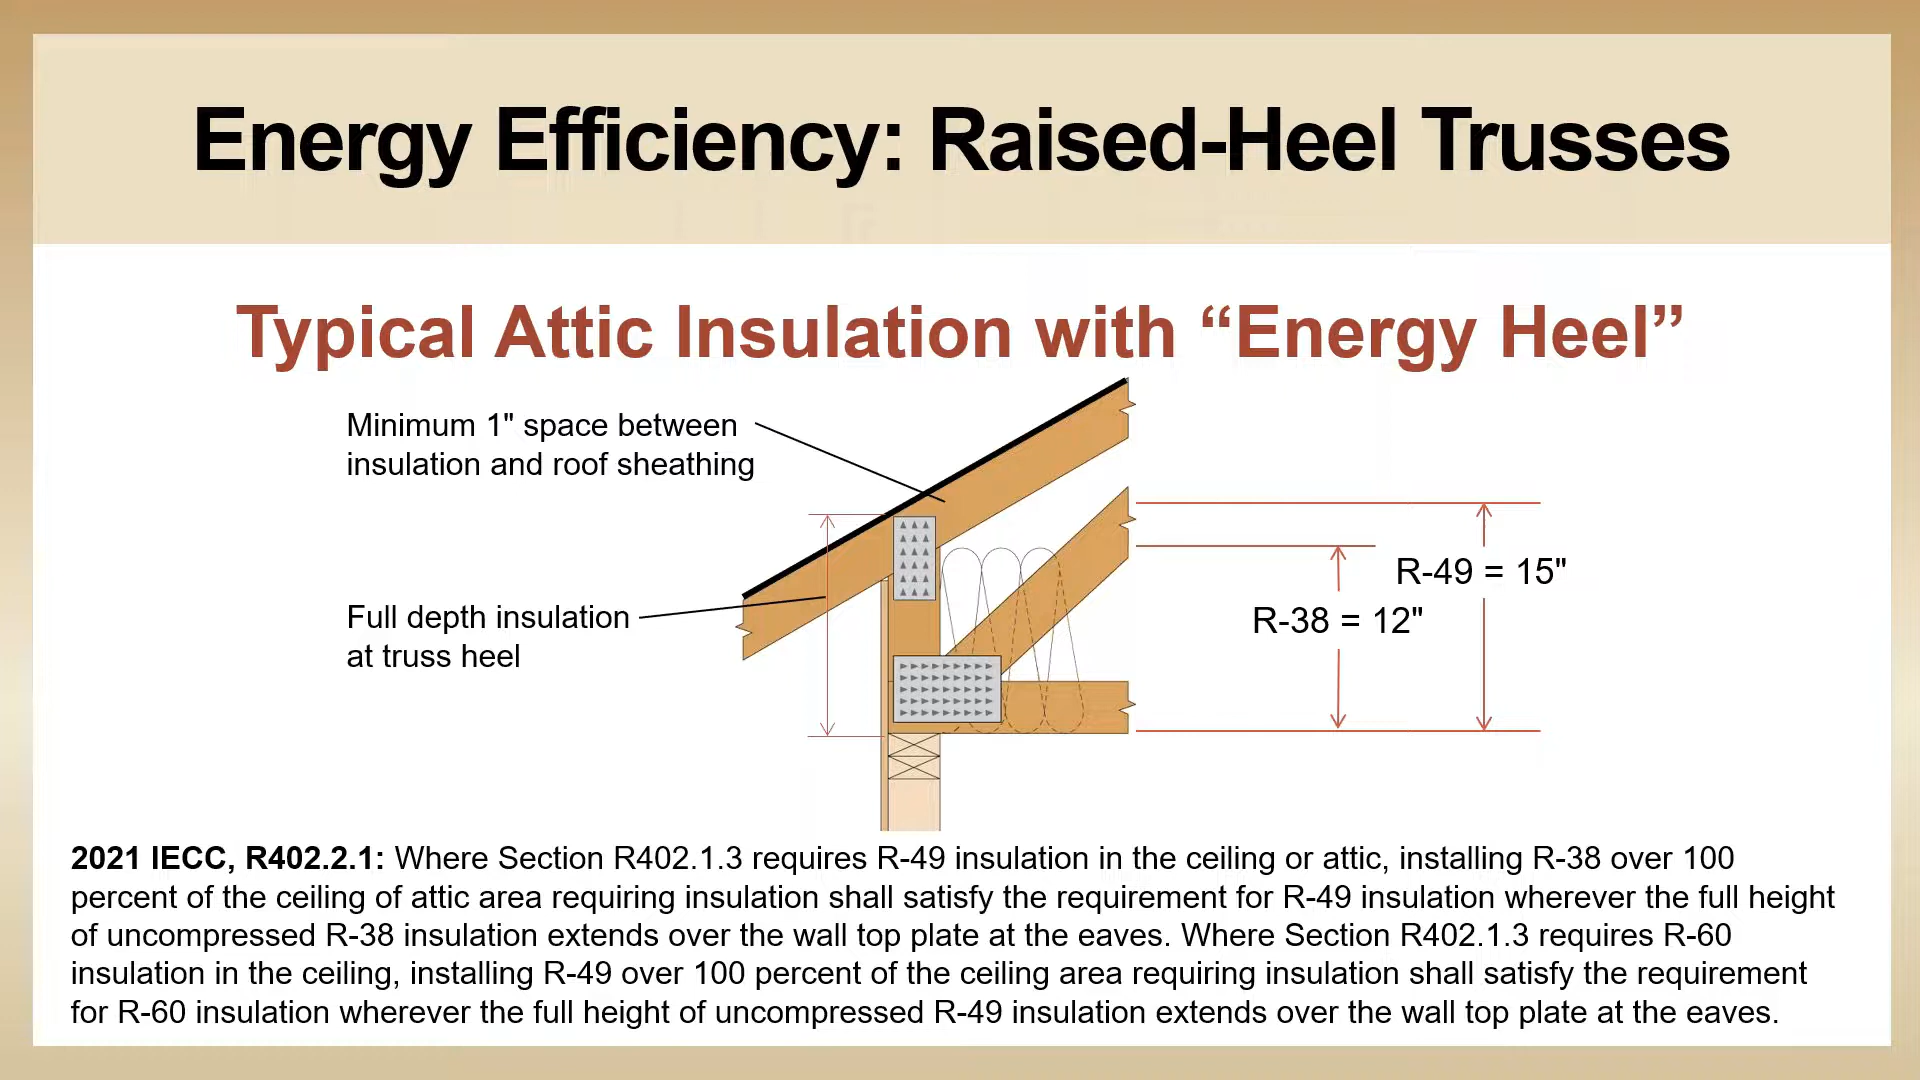 Energy Efficiency: Raised-Heel Trusses
Typical Attic Insulation with “Energy Heel”
Minimum 1" space between
insulation and roof sheathing
Full depth insulation
at truss heel
R-49 = 15"
R-38 = 12"
2021 IECC, R402.2.1: Where Section R402.1.3 requires R-49 insulation in the ceiling or attic, installing R-38 over 100
percent of the ceiling of attic area requiring insulation shall satisfy the requirement for R-49 insulation wherever the full height
of uncompressed R-38 insulation extends over the wall top plate at the eaves. Where Section R402.1.3 requires R-60
insulation in the ceiling, installing R-49 over 100 percent of the ceiling area requiring insulation shall satisfy the requirement
for R-60 insulation wherever the full height of uncompressed R-49 insulation extends over the wall top plate at the eaves.